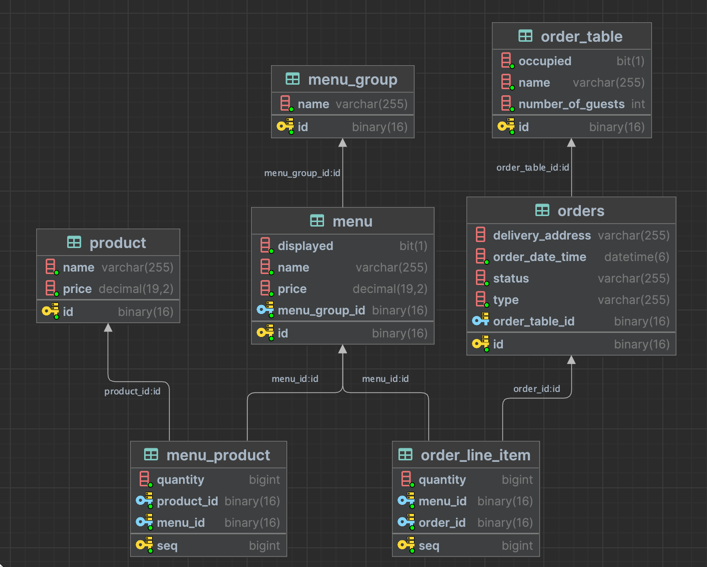 order_table
occupied bit(1)
name varchar(255)
number_of_guests int
id binary(16)
menu_group
name varchar(255)
id binary(16)
menu_group_id:id
order_table_id:id
menu
displayed bit(1)
name varchar(255)
price decimal(19,2)
menu_group_id binary(16)
id binary(16)
orders
delivery_address varchar(255)
order_date_time datetime(6)
status varchar(255)
type varchar(255)
order_table_id binary(16)
id binary(16)
product
name varchar(255)
price decimal(19,2)
id binary(16)
product_id:id
menu_id:id
menu_id:id
order_id:id
menu_product
quantity bigint
product_id binary(16)
menu_id binary(16)
seq bigint
order_line_item
quantity bigint
menu_id binary(16)
order_id binary(16)
seq bigint